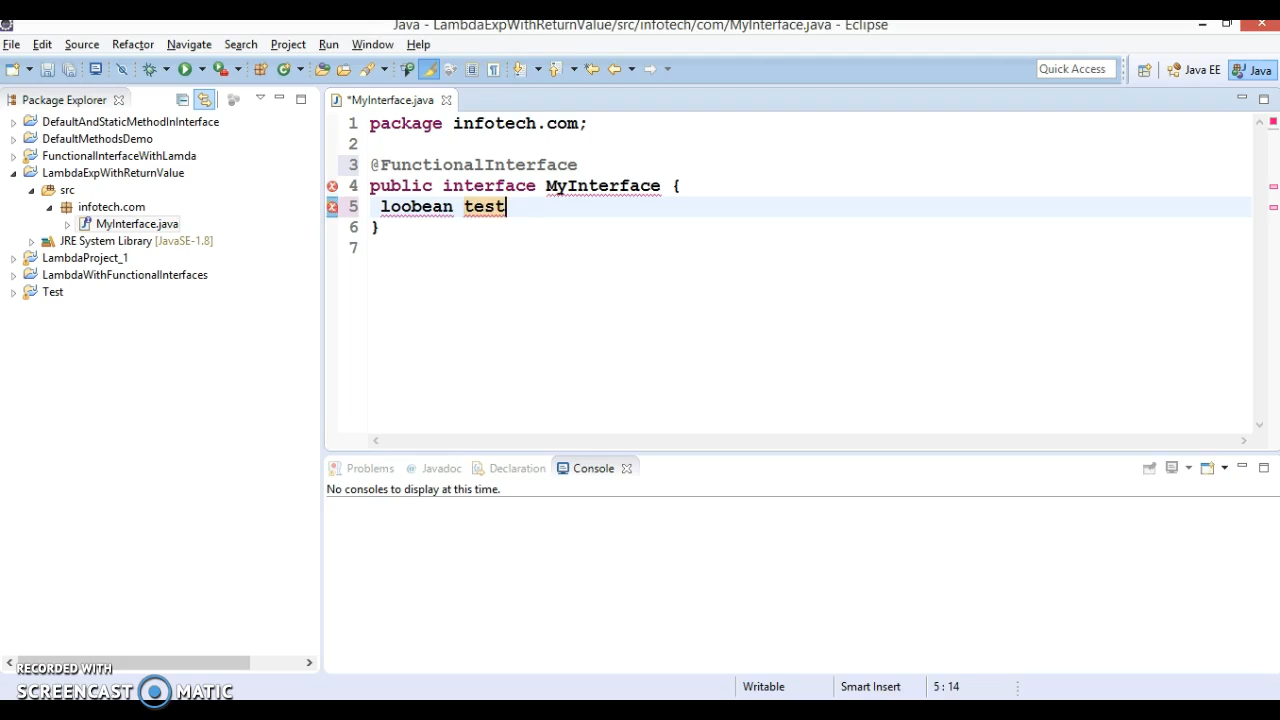 Java - LambdaExpWithReturnValue/src/infotech/com/MyInterface.java - Eclipse
File Edit Source Refactor Navigate Search Project Run Window Help
Quick Access Java EE Java
Package Explorer
DefaultAndStaticMethodInInterface
DefaultMethodsDemo
FunctionalInterfaceWithLamda
LambdaExpWithReturnValue
src
infotech.com
MyInterface.java
JRE System Library [JavaSE-1.8]
LambdaProject_1
LambdaWithFunctionalInterfaces
Test
*MyInterface.java
1 package infotech.com;
2
3 @FunctionalInterface
4 public interface MyInterface {
5 loobean test
6 }
7
Problems @ Javadoc Declaration Console
No consoles to display at this time.
Writable Smart Insert 5 : 14
RECORDED WITH
SCREENCAST MATIC